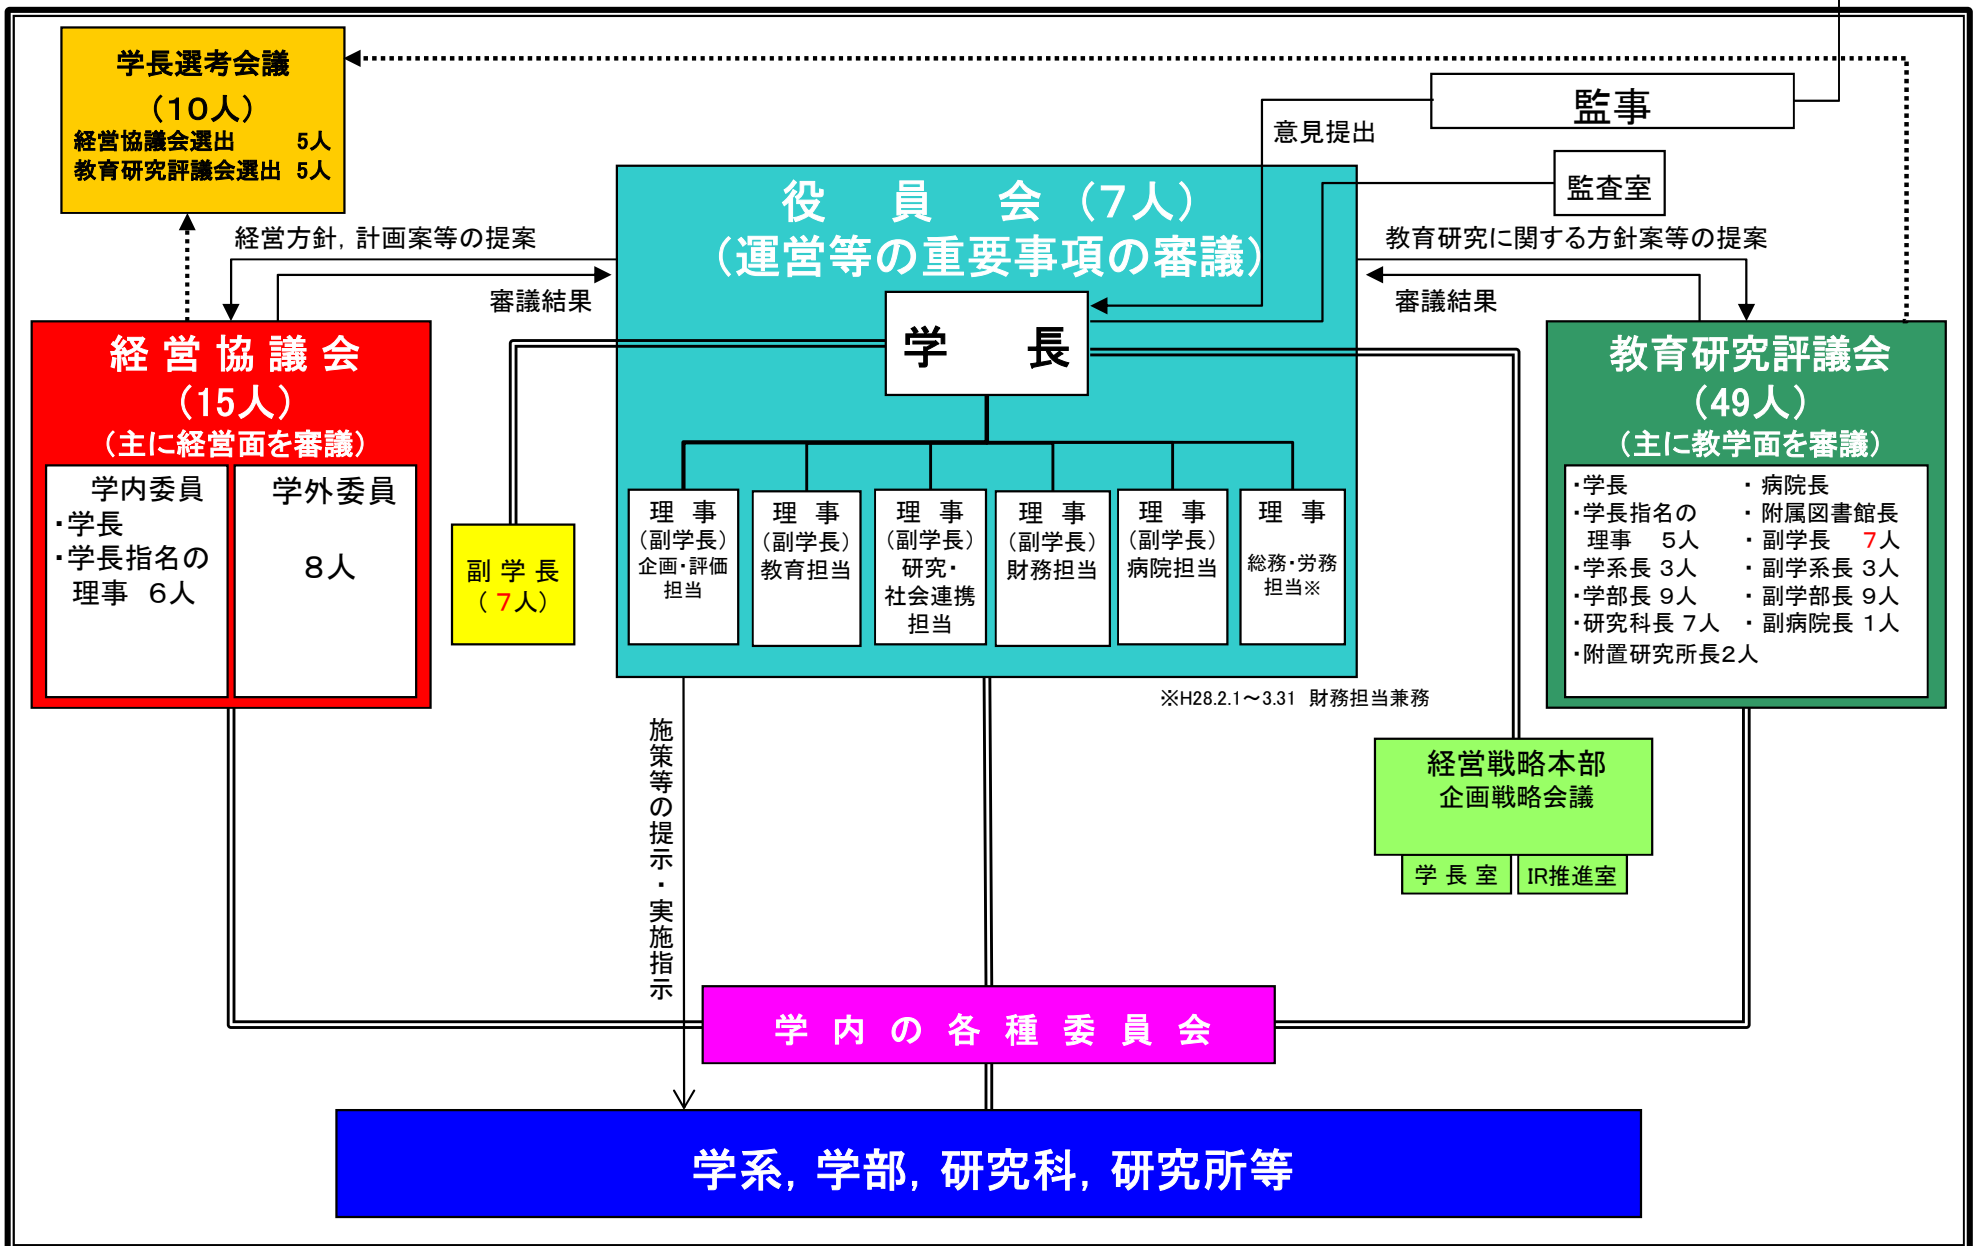 学長選考会議
（10人）
経営協議会選出 5人
教育研究評議会選出 5人
監事
意見提出
監査室
役員会（7人）
（運営等の重要事項の審議）
経営方針，計画案等の提案
審議結果
教育研究に関する方針案等の提案
審議結果
学長
経営協議会
（15人）
（主に経営面を審議）
学内委員
・学長
・学長指名の
理事 6人
学外委員
8人
副学長
（7人）
理事
（副学長）
企画・評価
担当
理事
（副学長）
教育担当
理事
（副学長）
研究・
社会連携
担当
理事
（副学長）
財務担当
理事
（副学長）
病院担当
理事
総務・労務
担当※
※H28.2.1～3.31 財務担当兼務
教育研究評議会
（49人）
（主に教学面を審議）
・学長
・学長指名の
理事 5人
・学系長 3人
・学部長 9人
・研究科長 7人
・附置研究所長2人
・病院長
・附属図書館長
・副学長 7人
・副学系長 3人
・副学部長 9人
・副病院長 1人
施策等の提示・実施指示
経営戦略本部
企画戦略会議
学長室
IR推進室
学内の各種委員会
学系，学部，研究科，研究所等